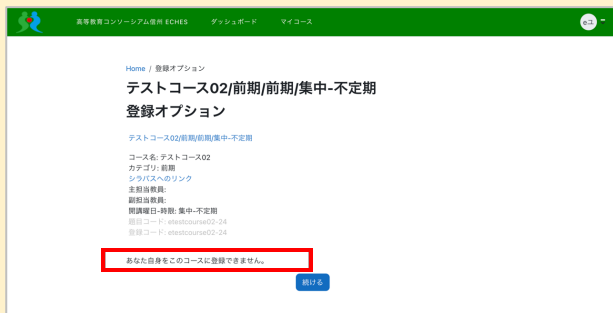 高等教育コンソーシアム信州 ECHES ダッシュボード マイコース eユ
Home / 登録オプション
テストコース02/前期/前期/集中-不定期
登録オプション
テストコース02/前期/前期/集中-不定期
コース名: テストコース02
カテゴリ: 前期
シラバスへのリンク
主担当教員:
副担当教員:
開講曜日-時限: 集中-不定期
題目コード: etestcourse02-24
登録コード: etestcourse02-24
あなた自身をこのコースに登録できません。
続ける